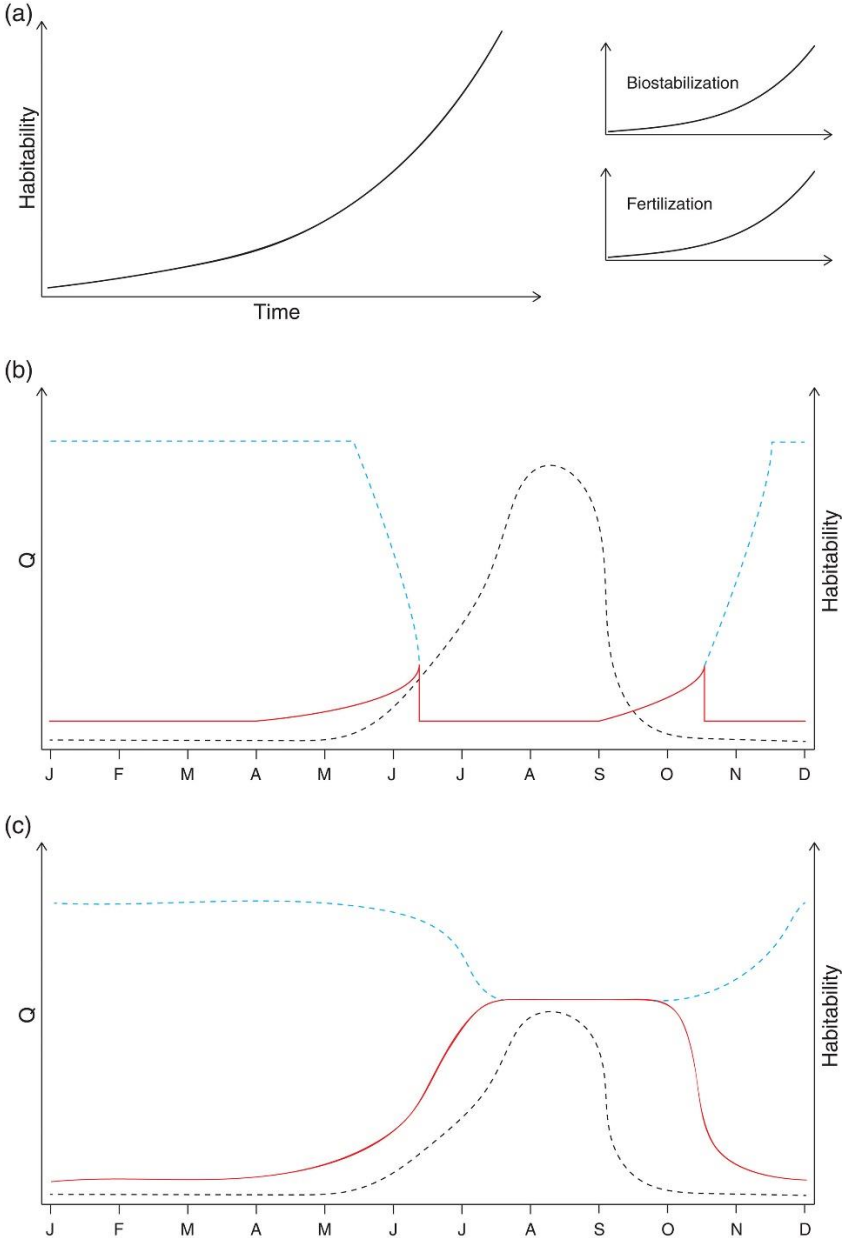 (a)
Habitability
Time
Biostabilization
Fertilization
(b)
Q
Habitability
J F M A M J J A S O N D
(c)
Q
Habitability
J F M A M J J A S O N D